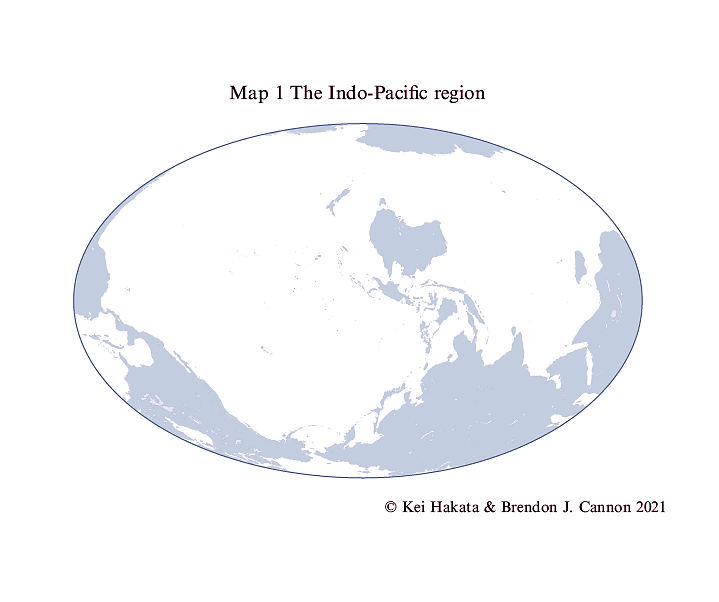 Map 1 The Indo-Pacific region
© Kei Hakata & Brendon J. Cannon 2021